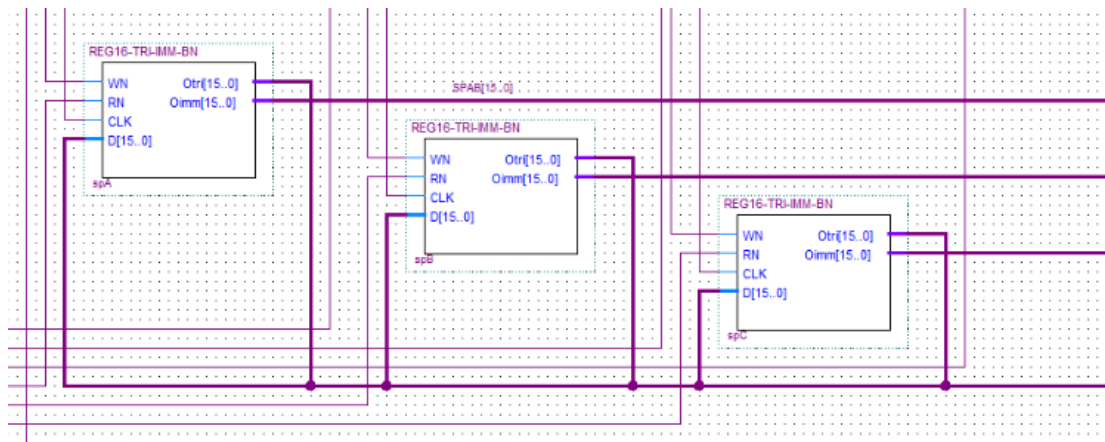 REG16-TRI-IMM-BN
WN Otri[15..0]
RN Oimm[15..0]
CLK
D[15..0]
spA
SPAB[15..0]
REG16-TRI-IMM-BN
WN Otri[15..0]
RN Oimm[15..0]
CLK
D[15..0]
spB
REG16-TRI-IMM-BN
WN Otri[15..0]
RN Oimm[15..0]
CLK
D[15..0]
spC